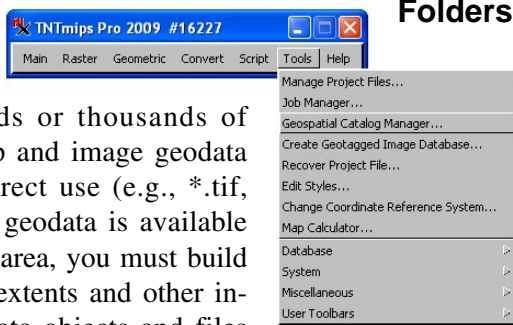 Folders
TNTmips Pro 2009 #16227
Main Raster Geometric Convert Script Tools Help
Manage Project Files...
Job Manager...
Geospatial Catalog Manager...
Create Geotagged Image Database...
Recover Project File...
Edit Styles...
Change Coordinate Reference System...
Map Calculator...
Database
System
Miscellaneous
User Toolbars
ds or thousands of
and image geodata
rect use (e.g., *.tif,
geodata is available
area, you must build
extents and other in-
objects and files